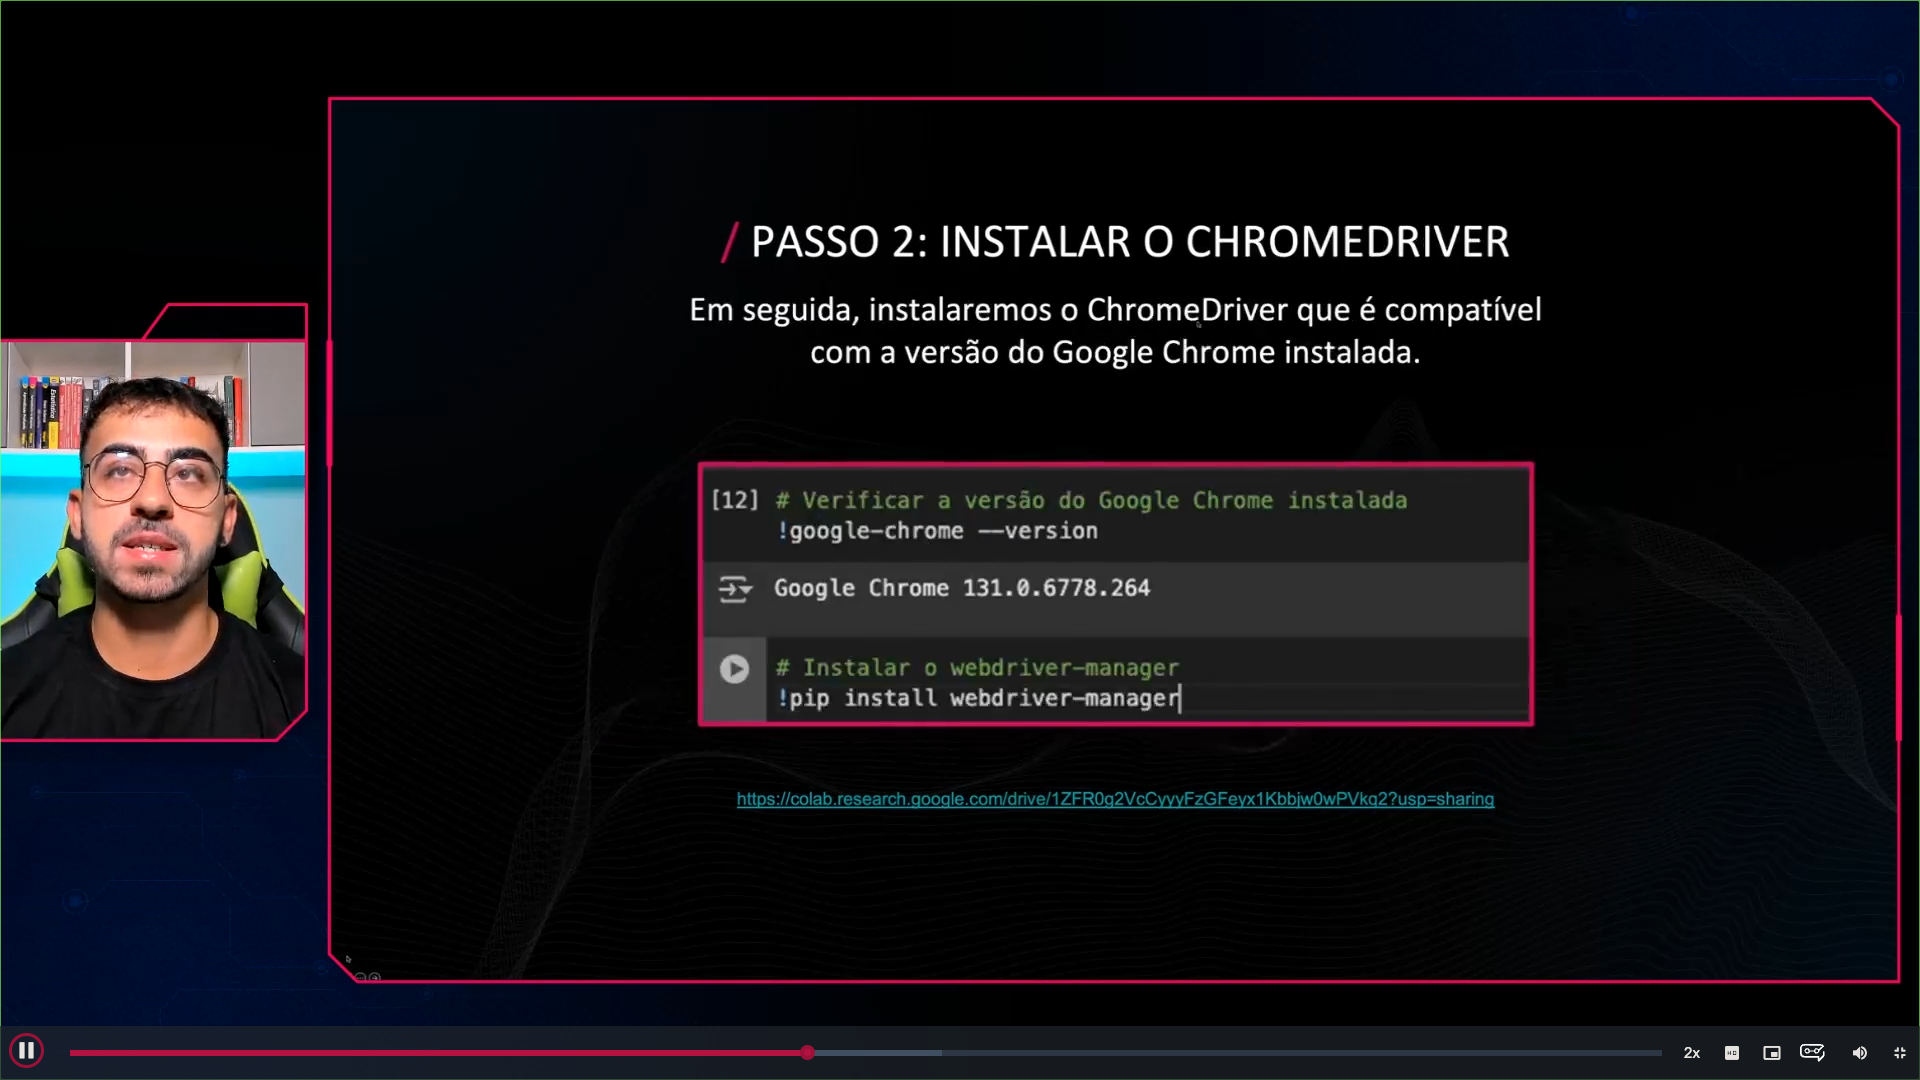 / PASSO 2: INSTALAR O CHROMEDRIVER
Em seguida, instalaremos o ChromeDriver que é compatível
com a versão do Google Chrome instalada.
[12] # Verificar a versão do Google Chrome instalada
!google-chrome --version
Google Chrome 131.0.6778.264
# Instalar o webdriver-manager
!pip install webdriver-manager
https://colab.research.google.com/drive/1ZFR0g2VcCyyyFzGFeyx1Kbbjw0wPVkq2?usp=sharing
2x
HD